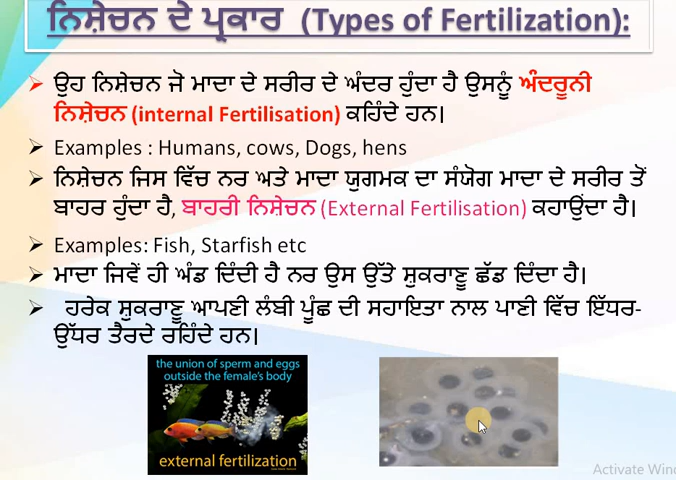 ਨਿਸ਼ੇਚਨ ਦੇ ਪ੍ਰਕਾਰ (Types of Fertilization):
ਉਹ ਨਿਸ਼ੇਚਨ ਜੋ ਮਾਦਾ ਦੇ ਸਰੀਰ ਦੇ ਅੰਦਰ ਹੁੰਦਾ ਹੈ ਉਸਨੂੰ ਅੰਦਰੂਨੀ
ਨਿਸ਼ੇਚਨ (internal Fertilisation) ਕਹਿੰਦੇ ਹਨ।
Examples : Humans, cows, Dogs, hens
ਨਿਸ਼ੇਚਨ ਜਿਸ ਵਿੱਚ ਨਰ ਅਤੇ ਮਾਦਾ ਯੁਗਮਕ ਦਾ ਸੰਯੋਗ ਮਾਦਾ ਦੇ ਸਰੀਰ ਤੋਂ
ਬਾਹਰ ਹੁੰਦਾ ਹੈ, ਬਾਹਰੀ ਨਿਸ਼ੇਚਨ (External Fertilisation) ਕਹਾਉਂਦਾ ਹੈ।
Examples: Fish, Starfish etc
ਮਾਦਾ ਜਿਵੇਂ ਹੀ ਅੰਡ ਦਿੰਦੀ ਹੈ ਨਰ ਉਸ ਉੱਤੇ ਸ਼ੁਕਰਾਣੂ ਛੱਡ ਦਿੰਦਾ ਹੈ।
ਹਰੇਕ ਸ਼ੁਕਰਾਣੂ ਆਪਣੀ ਲੰਬੀ ਪੂੰਛ ਦੀ ਸਹਾਇਤਾ ਨਾਲ ਪਾਣੀ ਵਿੱਚ ਇੱਧਰ-
ਉੱਧਰ ਤੈਰਦੇ ਰਹਿੰਦੇ ਹਨ।
the union of sperm and eggs
outside the female's body
external fertilization
Activate Win